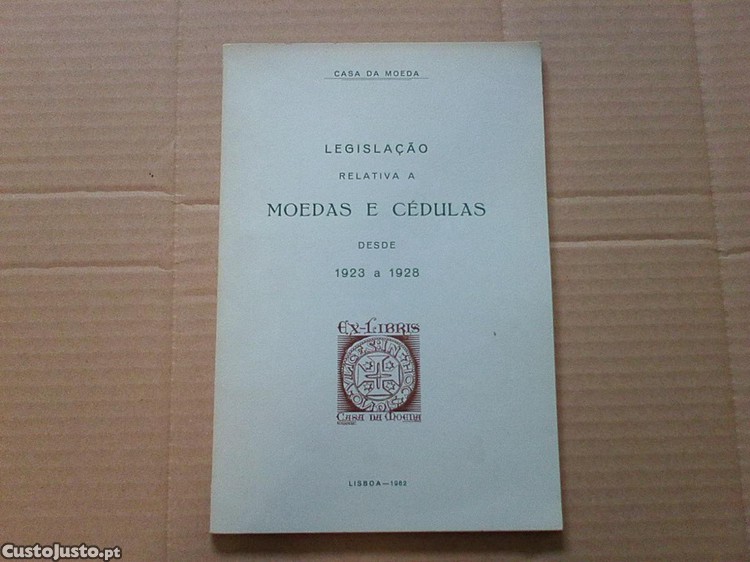 CASA DA MOEDA
LEGISLAÇÃO
RELATIVA A
MOEDAS E CÉDULAS
DESDE
1923 a 1928
EX-LIBRIS
CASA DA MOEDA
LISBOA—1962
CustoJusto.pt